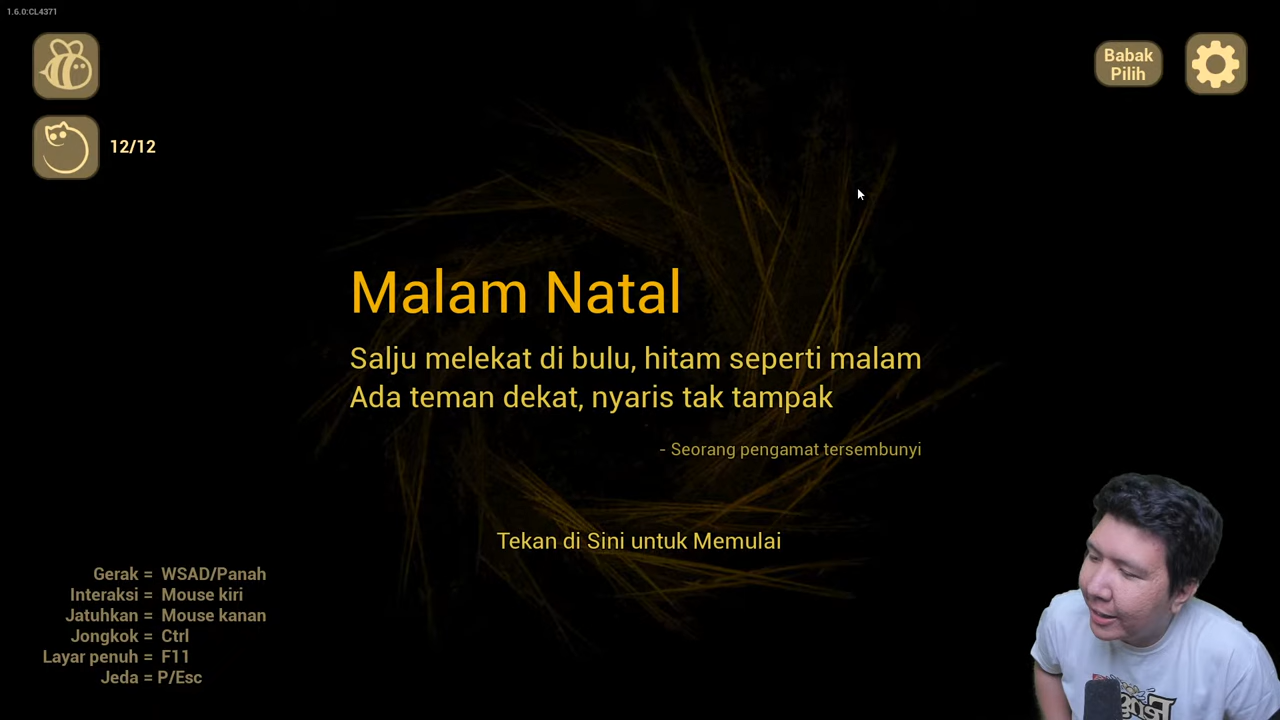 1.6.0:CL4371
Babak
Pilih
12/12
Malam Natal
Salju melekat di bulu, hitam seperti malam
Ada teman dekat, nyaris tak tampak
- Seorang pengamat tersembunyi
Tekan di Sini untuk Memulai
Gerak = WSAD/Panah
Interaksi = Mouse kiri
Jatuhkan = Mouse kanan
Jongkok = Ctrl
Layar penuh = F11
Jeda = P/Esc